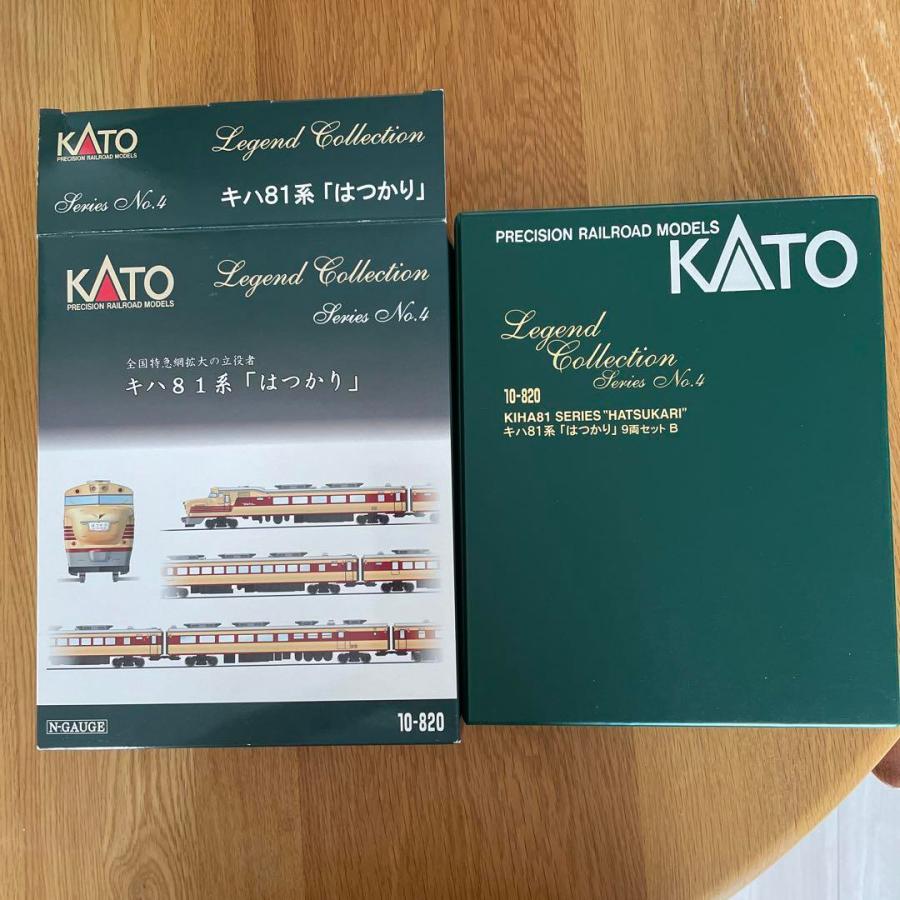 KATO
PRECISION RAILROAD MODELS
Legend Collection
Series No.4
キハ81系「はつかり」
KATO
PRECISION RAILROAD MODELS
Legend Collection
Series No.4
全国特急網拡大の立役者
キハ81系「はつかり」
はつかり
N-GAUGE
10-820
PRECISION RAILROAD MODELS
KATO
Legend
Collection
Series No.4
10-820
KIHA81 SERIES "HATSUKARI"
キハ81系「はつかり」9両セット B